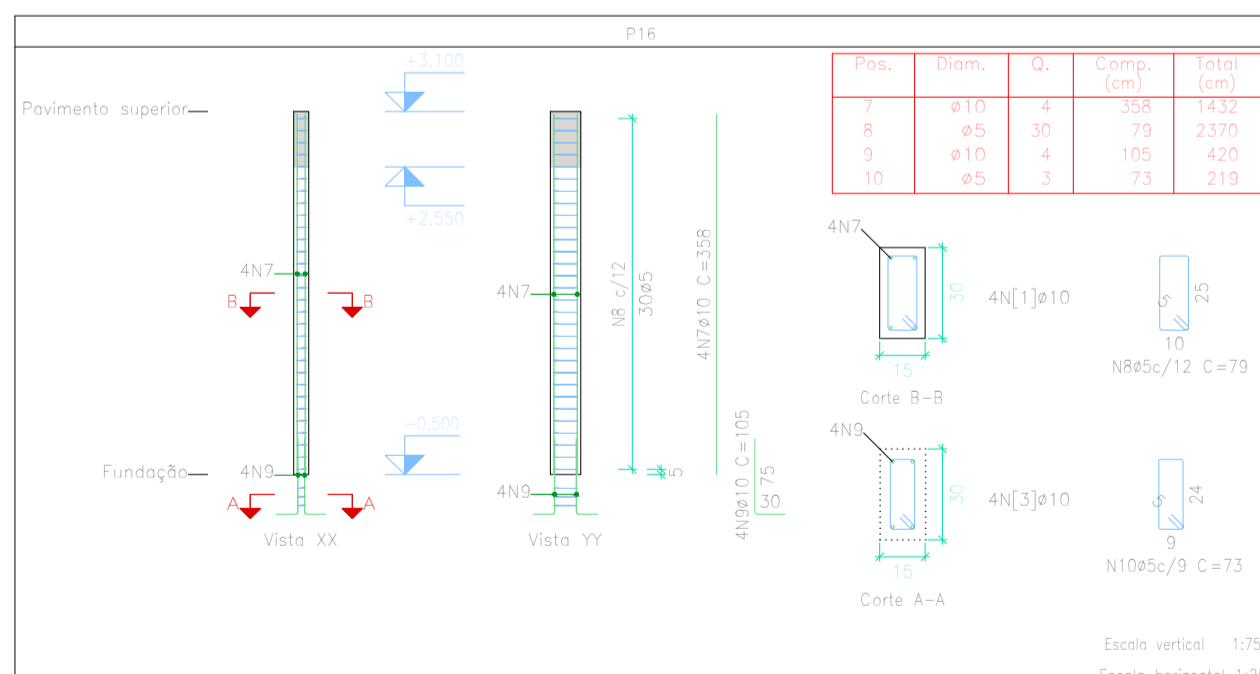 P16
Pavimento superior
+3.100
+2.550
4N7
B B
-0.500
Fundação
4N9
A A
Vista XX
4N7
4N9
Vista YY
N8 c/12
30ø5
5
4N7ø10 C=358
4N9ø10 C=105
75
30
Pos. Diam. Q. Comp. (cm) Total (cm)
7 ø10 4 358 1432
8 ø5 30 79 2370
9 ø10 4 105 420
10 ø5 3 73 219
4N7
30
15
4N[1]ø10
Corte B-B
5
25
10
N8ø5c/12 C=79
4N9
30
15
4N[3]ø10
Corte A-A
5
24
9
N10ø5c/9 C=73
Escala vertical 1:75
Escala horizontal